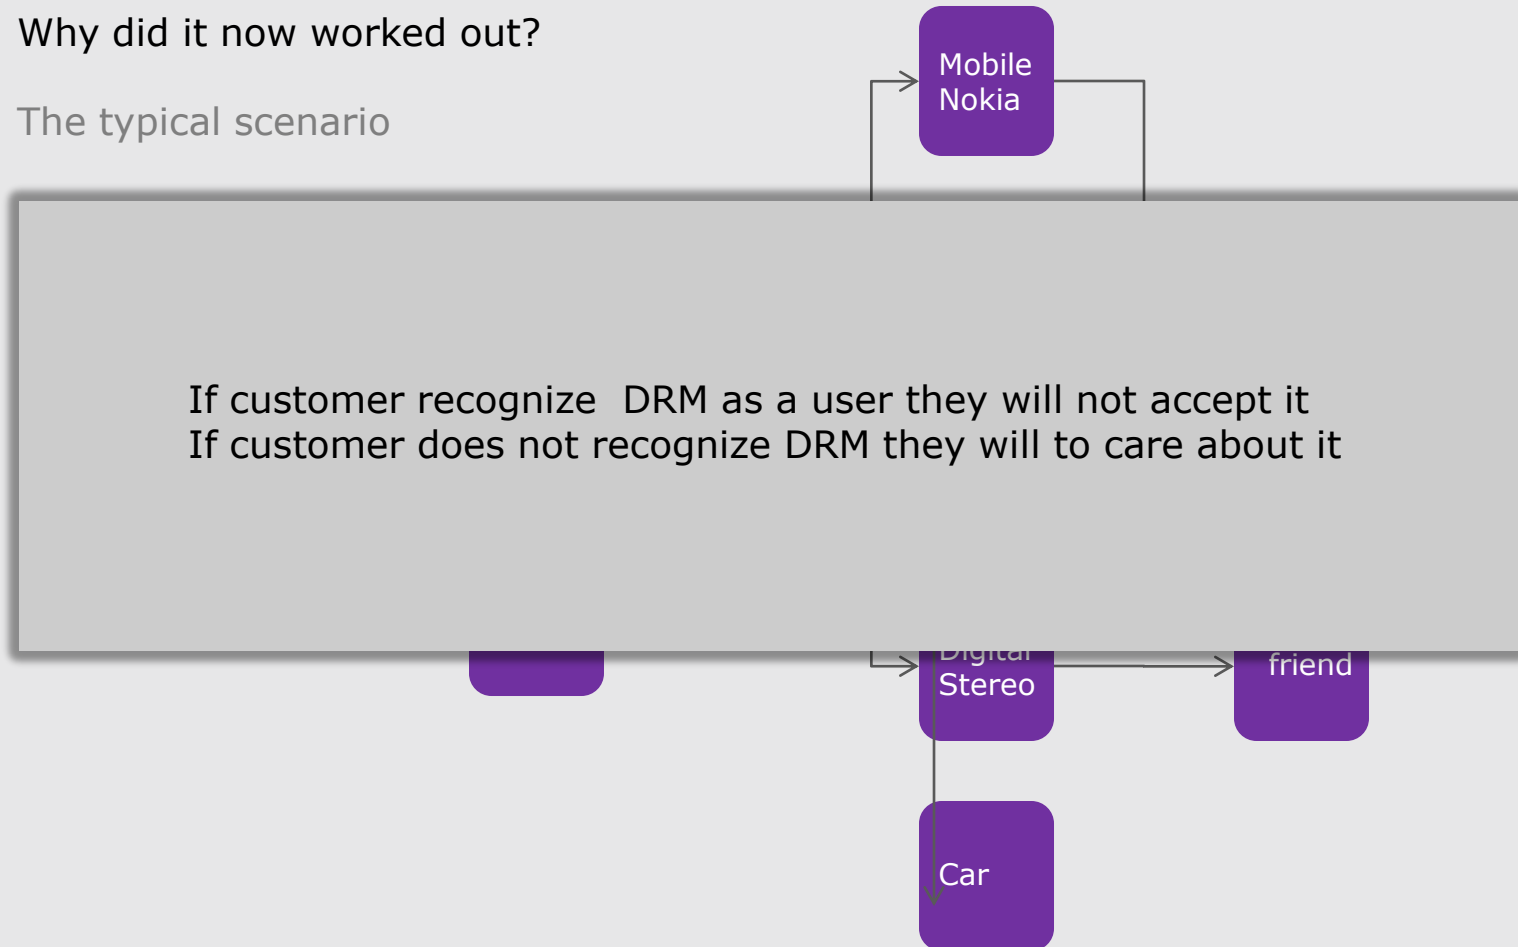 Why did it now worked out?
The typical scenario
Mobile
Nokia
If customer recognize  DRM as a user they will not accept it
If customer does not recognize DRM they will to care about it
Digital
Stereo
friend
Car